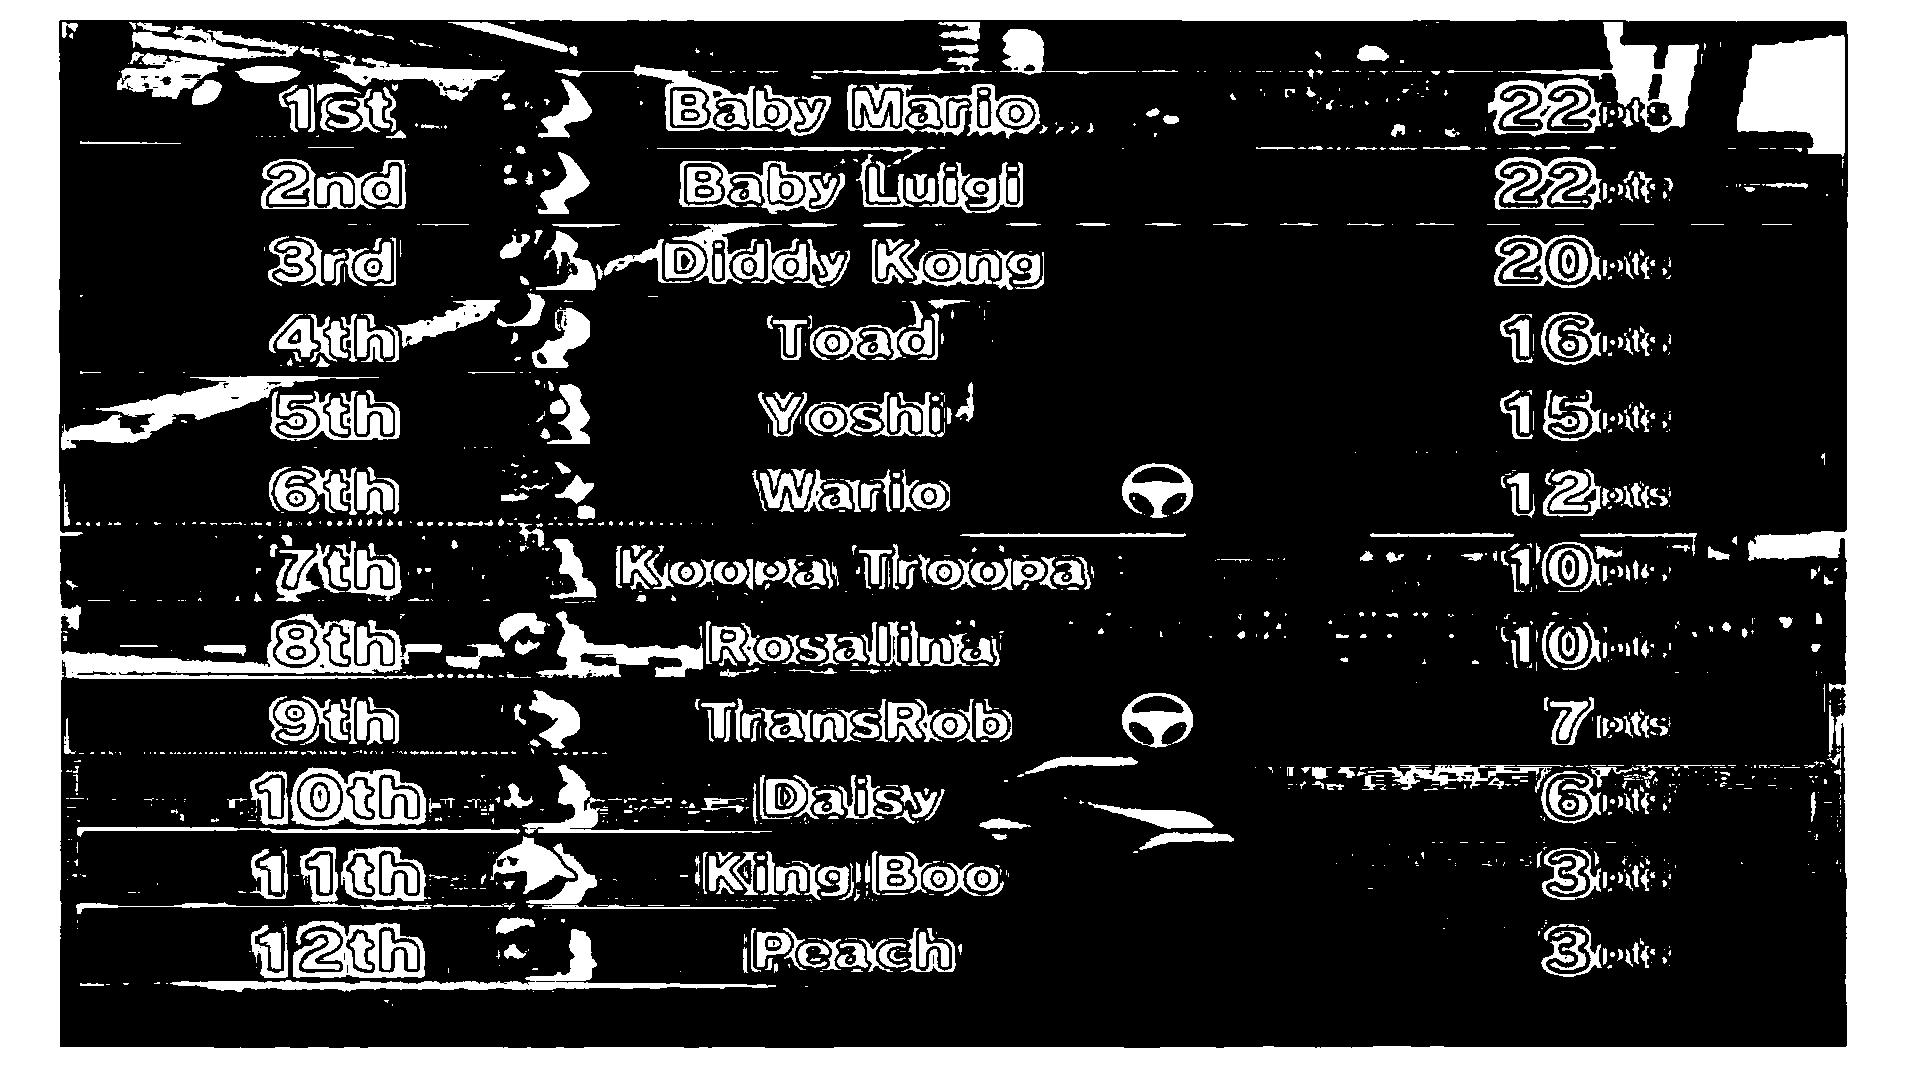 1st Baby Mario 22pts
2nd Baby Luigi 22pts
3rd Diddy Kong 20pts
4th Toad 16pts
5th Yoshi 15pts
6th Wario 12pts
7th Koopa Troopa 10pts
8th Rosalina 10pts
9th TransRob 7pts
10th Daisy 6pts
11th King Boo 3pts
12th Peach 3pts